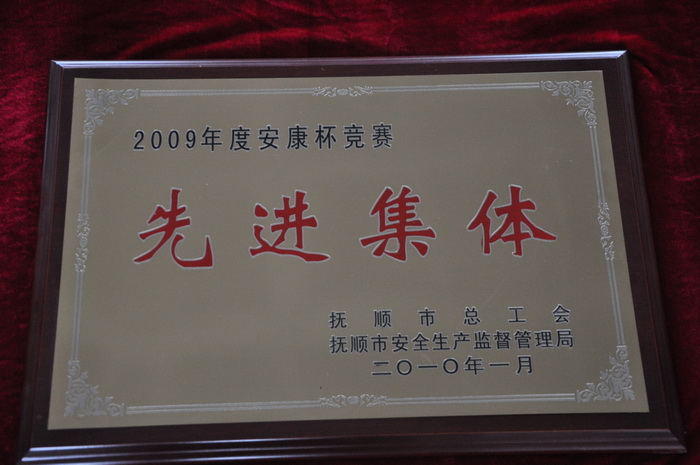 2009年度安康杯竞赛
先进集体
抚顺市总工会
抚顺市安全生产监督管理局
二〇一〇年一月